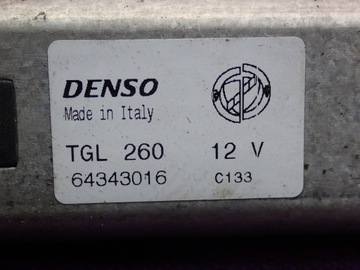 DENSO
Made in Italy
TGL 260 12 V
64343016 C133